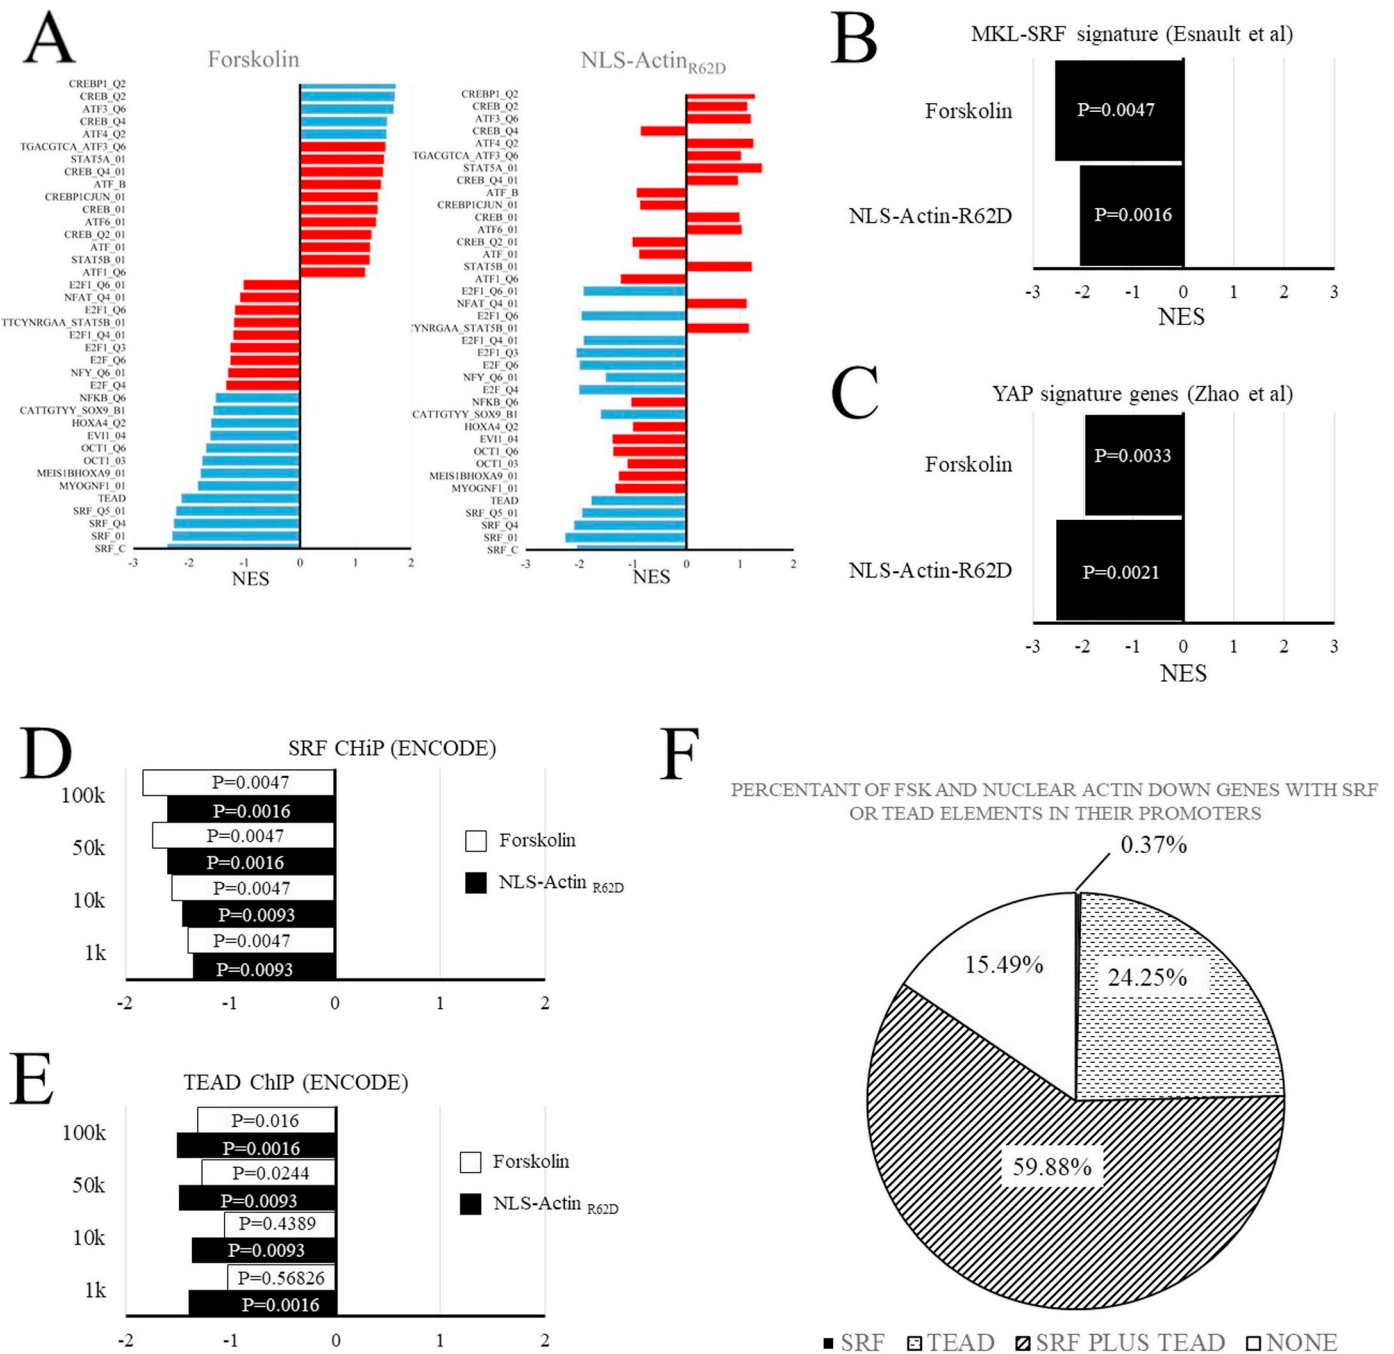 A
Forskolin
CREBP1_Q2
CREB_Q2
ATF3_Q6
CREB_Q4
ATF4_Q2
TGACGTCA_ATF3_Q6
STAT5A_01
CREB_Q4_01
ATF_B
CREBP1CJUN_01
CREB_01
ATF6_01
CREB_Q2_01
ATF_01
STAT5B_01
ATF1_Q6
E2F1_Q6_01
NFAT_Q4_01
E2F1_Q6
TTCYNRGAA_STAT5B_01
E2F1_Q4_01
E2F1_Q3
E2F_Q6
NFY_Q6_01
E2F_Q4
NFKB_Q6
CATTGTYY_SOX9_B1
HOXA4_Q2
EVI1_04
OCT1_Q6
OCT1_03
MEIS1BHOXA9_01
MYOGNF1_01
TEAD
SRF_Q5_01
SRF_Q4
SRF_01
SRF_C
-3 -2 -1 0 1 2
NES
NLS-ActinR62D
CREBP1_Q2
CREB_Q2
ATF3_Q6
CREB_Q4
ATF4_Q2
TGACGTCA_ATF3_Q6
STAT5A_01
CREB_Q4_01
ATF_B
CREBP1CJUN_01
CREB_01
ATF6_01
CREB_Q2_01
ATF_01
STAT5B_01
ATF1_Q6
E2F1_Q6_01
NFAT_Q4_01
E2F1_Q6
CYNRGAA_STAT5B_01
E2F1_Q4_01
E2F1_Q3
E2F_Q6
NFY_Q6_01
E2F_Q4
NFKB_Q6
CATTGTYY_SOX9_B1
HOXA4_Q2
EVI1_04
OCT1_Q6
OCT1_03
MEIS1BHOXA9_01
MYOGNF1_01
TEAD
SRF_Q5_01
SRF_Q4
SRF_01
SRF_C
-3 -2 -1 0 1 2
NES
B
MKL-SRF signature (Esnault et al)
Forskolin P=0.0047
NLS-Actin-R62D P=0.0016
-3 -2 -1 0 1 2 3
NES
C
YAP signature genes (Zhao et al)
Forskolin P=0.0033
NLS-Actin-R62D P=0.0021
-3 -2 -1 0 1 2 3
NES
D
SRF CHiP (ENCODE)
100k P=0.0047
P=0.0016
50k P=0.0047
P=0.0016
10k P=0.0047
P=0.0093
1k P=0.0047
P=0.0093
-2 -1 0 1 2
Forskolin
NLS-Actin R62D
E
TEAD ChIP (ENCODE)
100k P=0.016
P=0.0016
50k P=0.0244
P=0.0093
10k P=0.4389
P=0.0093
1k P=0.56826
P=0.0016
-2 -1 0 1 2
Forskolin
NLS-Actin R62D
F
PERCENT OF FSK AND NUCLEAR ACTIN DOWN GENES WITH SRF
OR TEAD ELEMENTS IN THEIR PROMOTERS
0.37%
15.49%
24.25%
59.88%
SRF TEAD SRF PLUS TEAD NONE